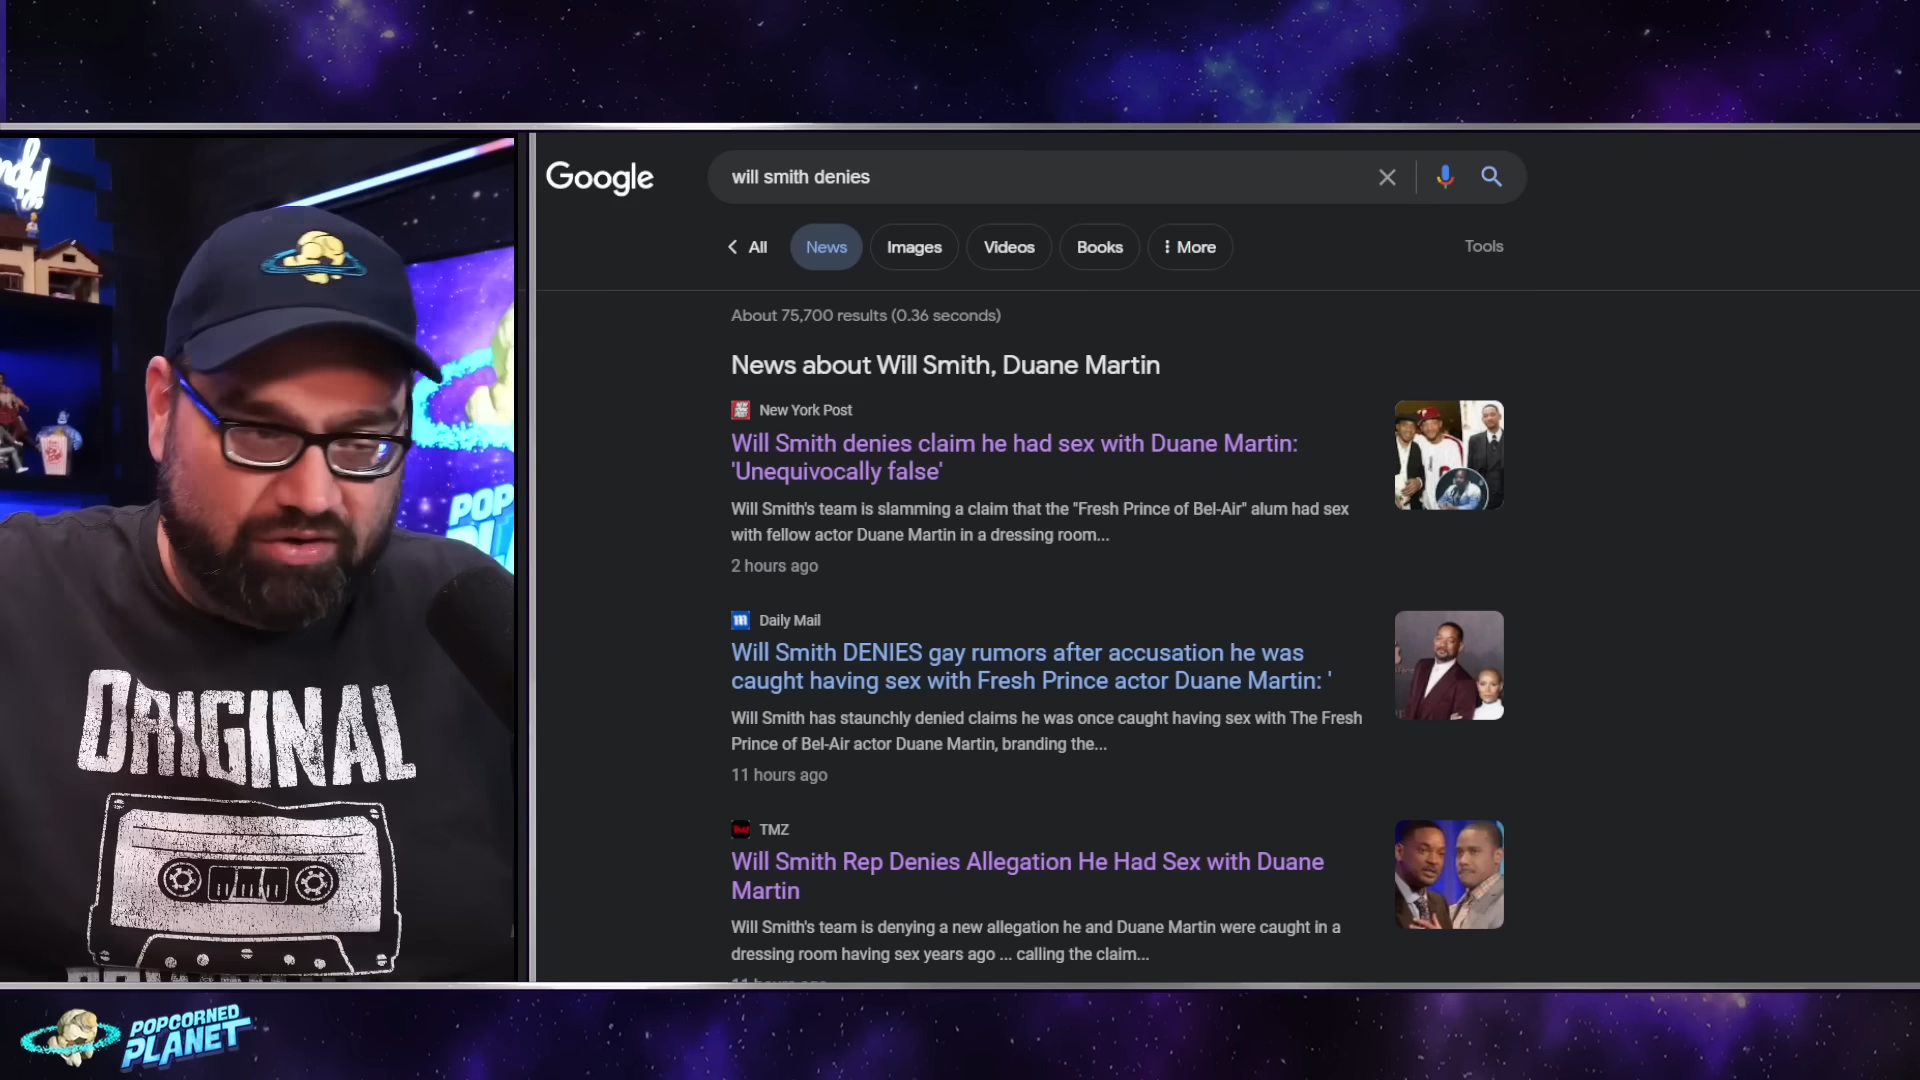 ndy!
POP
PL
ORIGINAL
Google
will smith denies
All
News
Images
Videos
Books
More
Tools
About 75,700 results (0.36 seconds)
News about Will Smith, Duane Martin
New York Post
Will Smith denies claim he had sex with Duane Martin:
'Unequivocally false'
Will Smith's team is slamming a claim that the "Fresh Prince of Bel-Air" alum had sex
with fellow actor Duane Martin in a dressing room...
2 hours ago
Daily Mail
Will Smith DENIES gay rumors after accusation he was
caught having sex with Fresh Prince actor Duane Martin: '
Will Smith has staunchly denied claims he was once caught having sex with The Fresh
Prince of Bel-Air actor Duane Martin, branding the...
11 hours ago
TMZ
Will Smith Rep Denies Allegation He Had Sex with Duane
Martin
Will Smith's team is denying a new allegation he and Duane Martin were caught in a
dressing room having sex years ago ... calling the claim...
11 hours ago
POPCORNED
PLANET